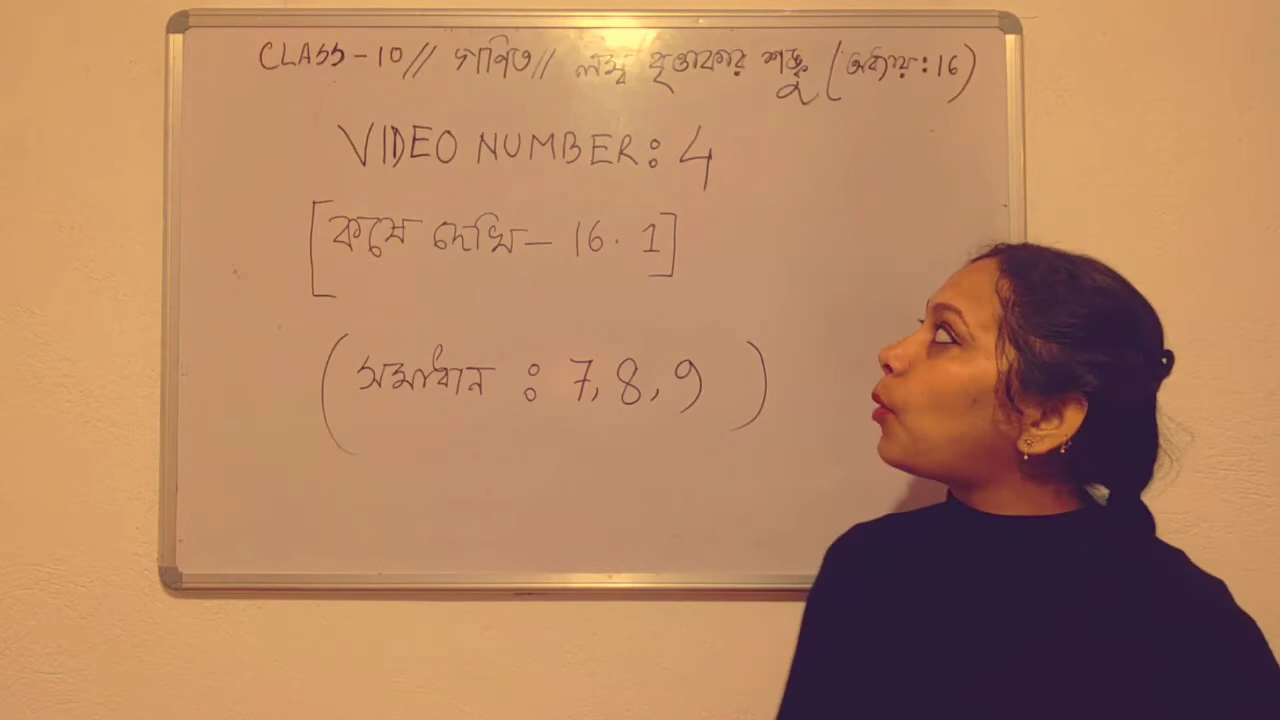 CLASS-10// গণিত// লম্ব বৃত্তাকার শঙ্কু (অধ্যায়:16)
VIDEO NUMBER: 4
[কষে দেখি- 16.1]
(সমাধান : 7, 8, 9 )